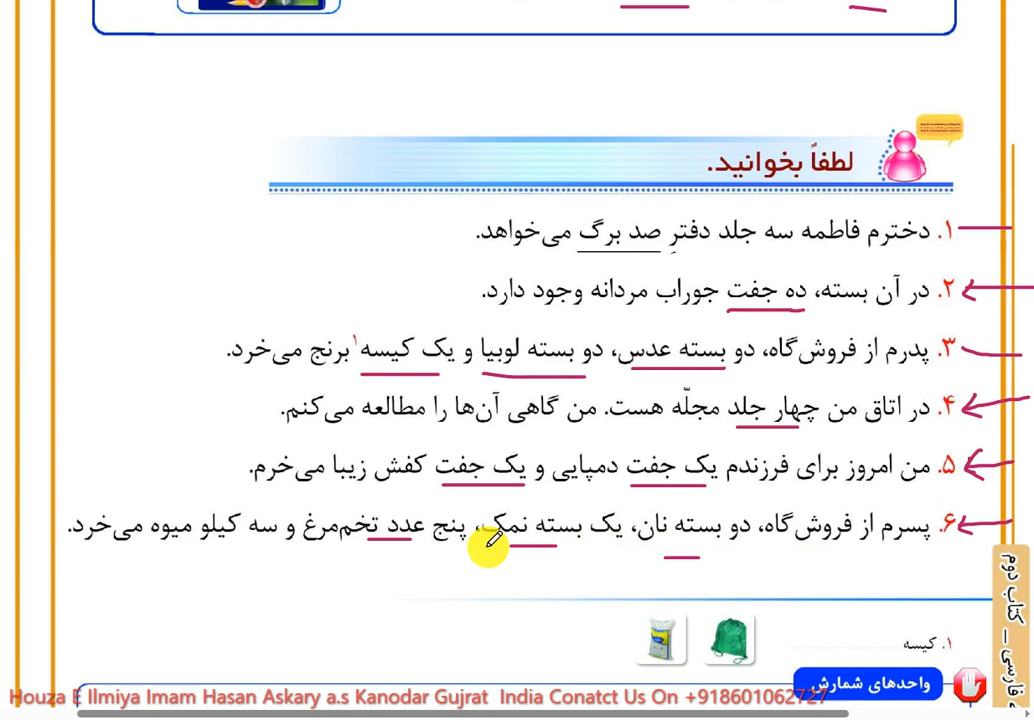 لطفاً بخوانید.
۱. دخترم فاطمه سه جلد دفترِ صد برگ می‌خواهد.
۲. در آن بسته، ده جفت جوراب مردانه وجود دارد.
۳. پدرم از فروش‌گاه، دو بسته عدس، دو بسته لوبیا و یک کیسه۱ برنج می‌خرد.
۴. در اتاق من چهار جلد مجلّه هست. من گاهی آن‌ها را مطالعه می‌کنم.
۵. من امروز برای فرزندم یک جفت دمپایی و یک جفت کفش زیبا می‌خرم.
۶. پسرم از فروش‌گاه، دو بسته نان، یک بسته نمک، پنج عدد تخم‌مرغ و سه کیلو میوه می‌خرد.
۱. کیسه
واحدهای شمارش
فارسی ـ کتاب دوم
Houza E Ilmiya Imam Hasan Askary a.s Kanodar Gujrat India Conatct Us On +918601062727